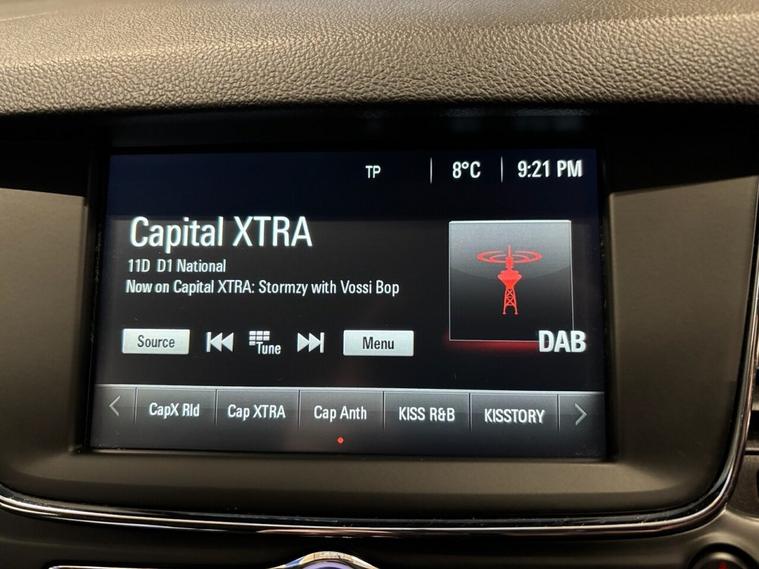 TP 8°C 9:21 PM
Capital XTRA
11D D1 National
Now on Capital XTRA: Stormzy with Vossi Bop
DAB
Source Tune Menu
CapX Rld Cap XTRA Cap Anth KISS R&B KISSTORY